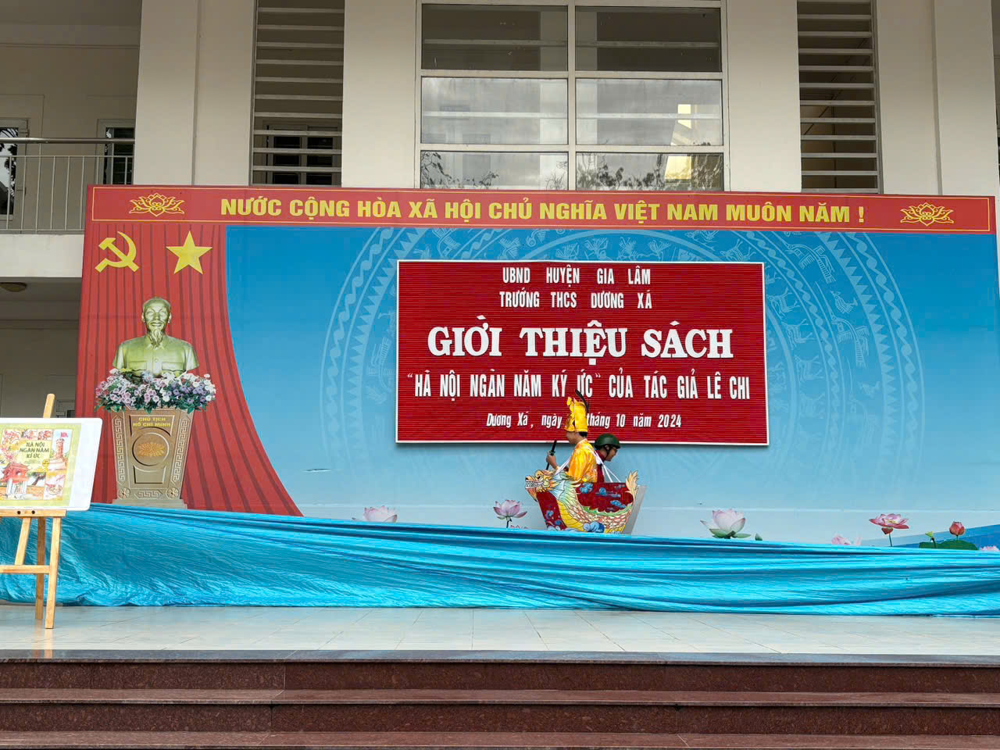 NƯỚC CỘNG HÒA XÃ HỘI CHỦ NGHĨA VIỆT NAM MUÔN NĂM !
UBND HUYỆN GIA LÂM
TRƯỜNG THCS DƯƠNG XÁ
GIỚI THIỆU SÁCH
“HÀ NỘI NGÀN NĂM KÝ ỨC” CỦA TÁC GIẢ LÊ CHI
Dương Xá, ngày tháng 10 năm 2024
CHỦ TỊCH
HỒ CHÍ MINH
HÀ NỘI
NGÀN NĂM
KÍ ỨC